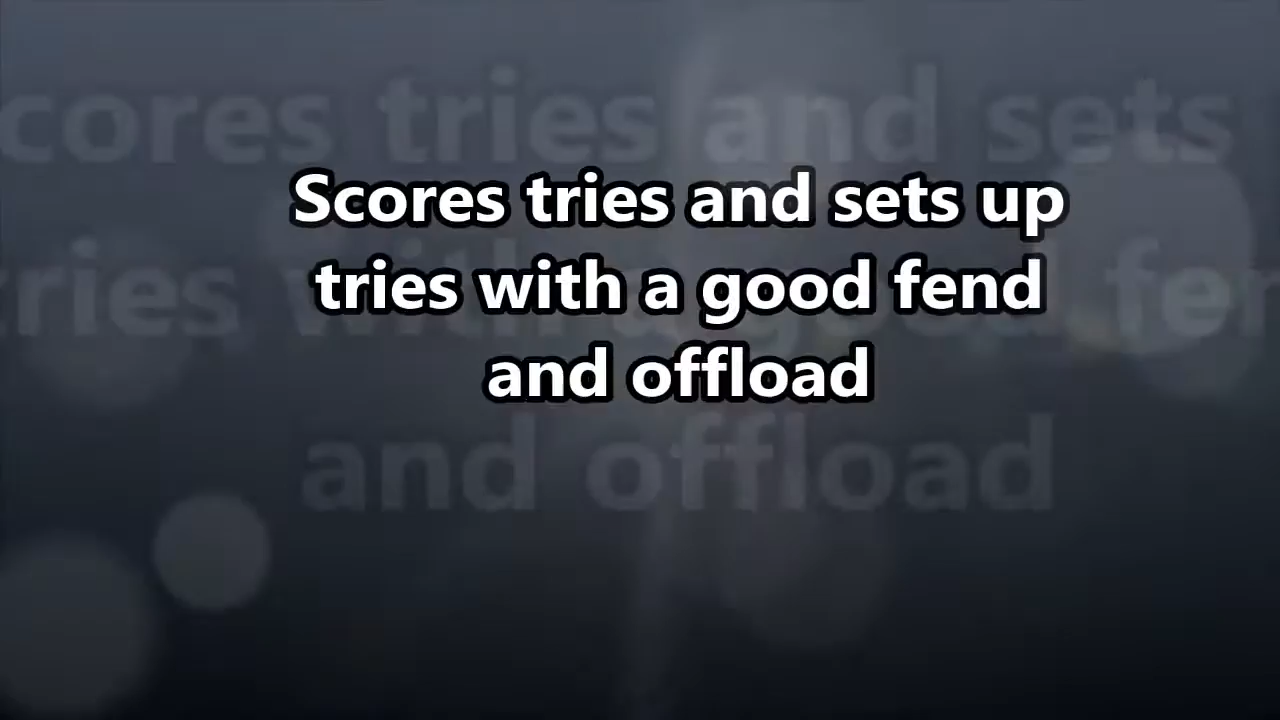 Scores tries and sets up
tries with a good fend
and offload